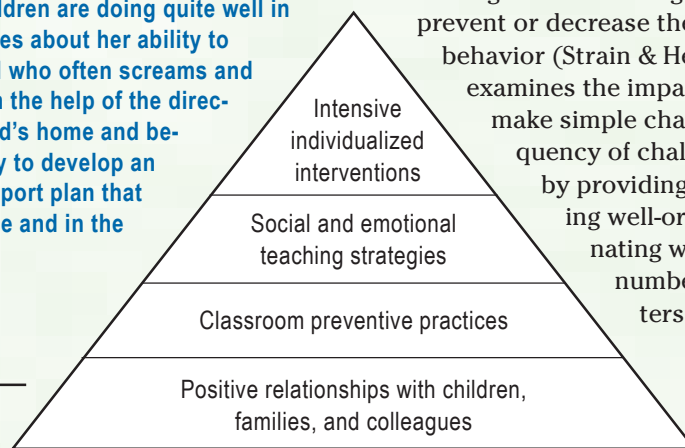 ildren are doing quite well in
es about her ability to
who often screams and
the help of the direc-
d's home and be-
y to develop an
port plan that
e and in the
Intensive
individualized
interventions
Social and emotional
teaching strategies
Classroom preventive practices
Positive relationships with children,
families, and colleagues
prevent or decrease the
behavior (Strain & He
examines the impa
make simple cha
quency of chal
by providing
ing well-or
nating w
numbe
ters